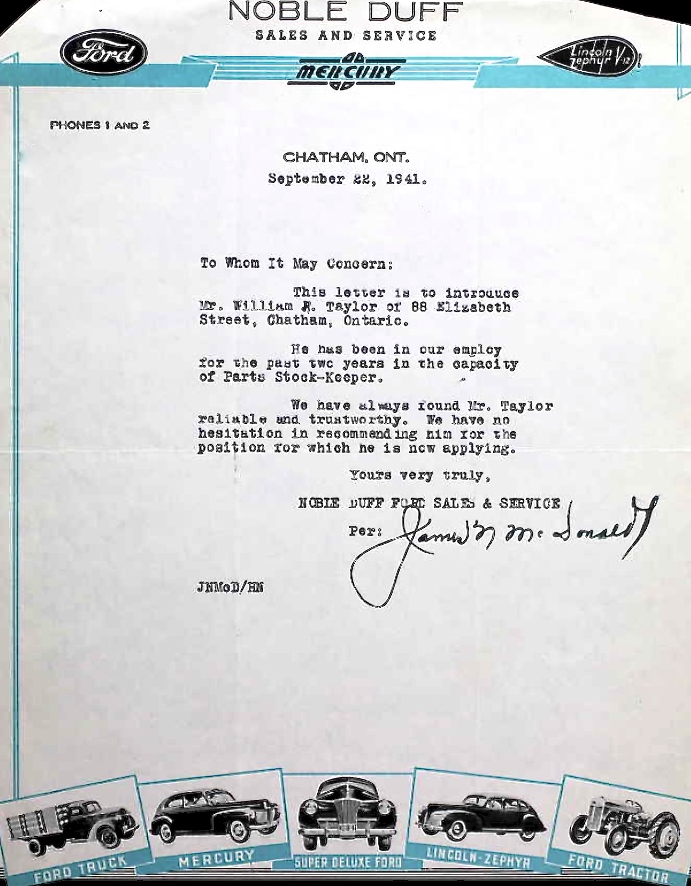 NOBLE DUFF
SALES AND SERVICE
Ford
MERCURY
Lincoln Zephyr V-12
PHONES 1 AND 2
CHATHAM, ONT.
September 22, 1941.
To Whom It May Concern:
This letter is to introduce
Mr. William R. Taylor of 88 Elizabeth
Street, Chatham, Ontario.
He has been in our employ
for the past two years in the capacity
of Parts Stock-Keeper.
We have always found Mr. Taylor
reliable and trustworthy. We have no
hesitation in recommending him for the
position for which he is now applying.
Yours very truly,
NOBLE DUFF FORD SALES & SERVICE
Per: James N McDonald
JNMcD/HN
FORD TRUCK
MERCURY
SUPER DELUXE FORD
LINCOLN-ZEPHYR
FORD TRACTOR